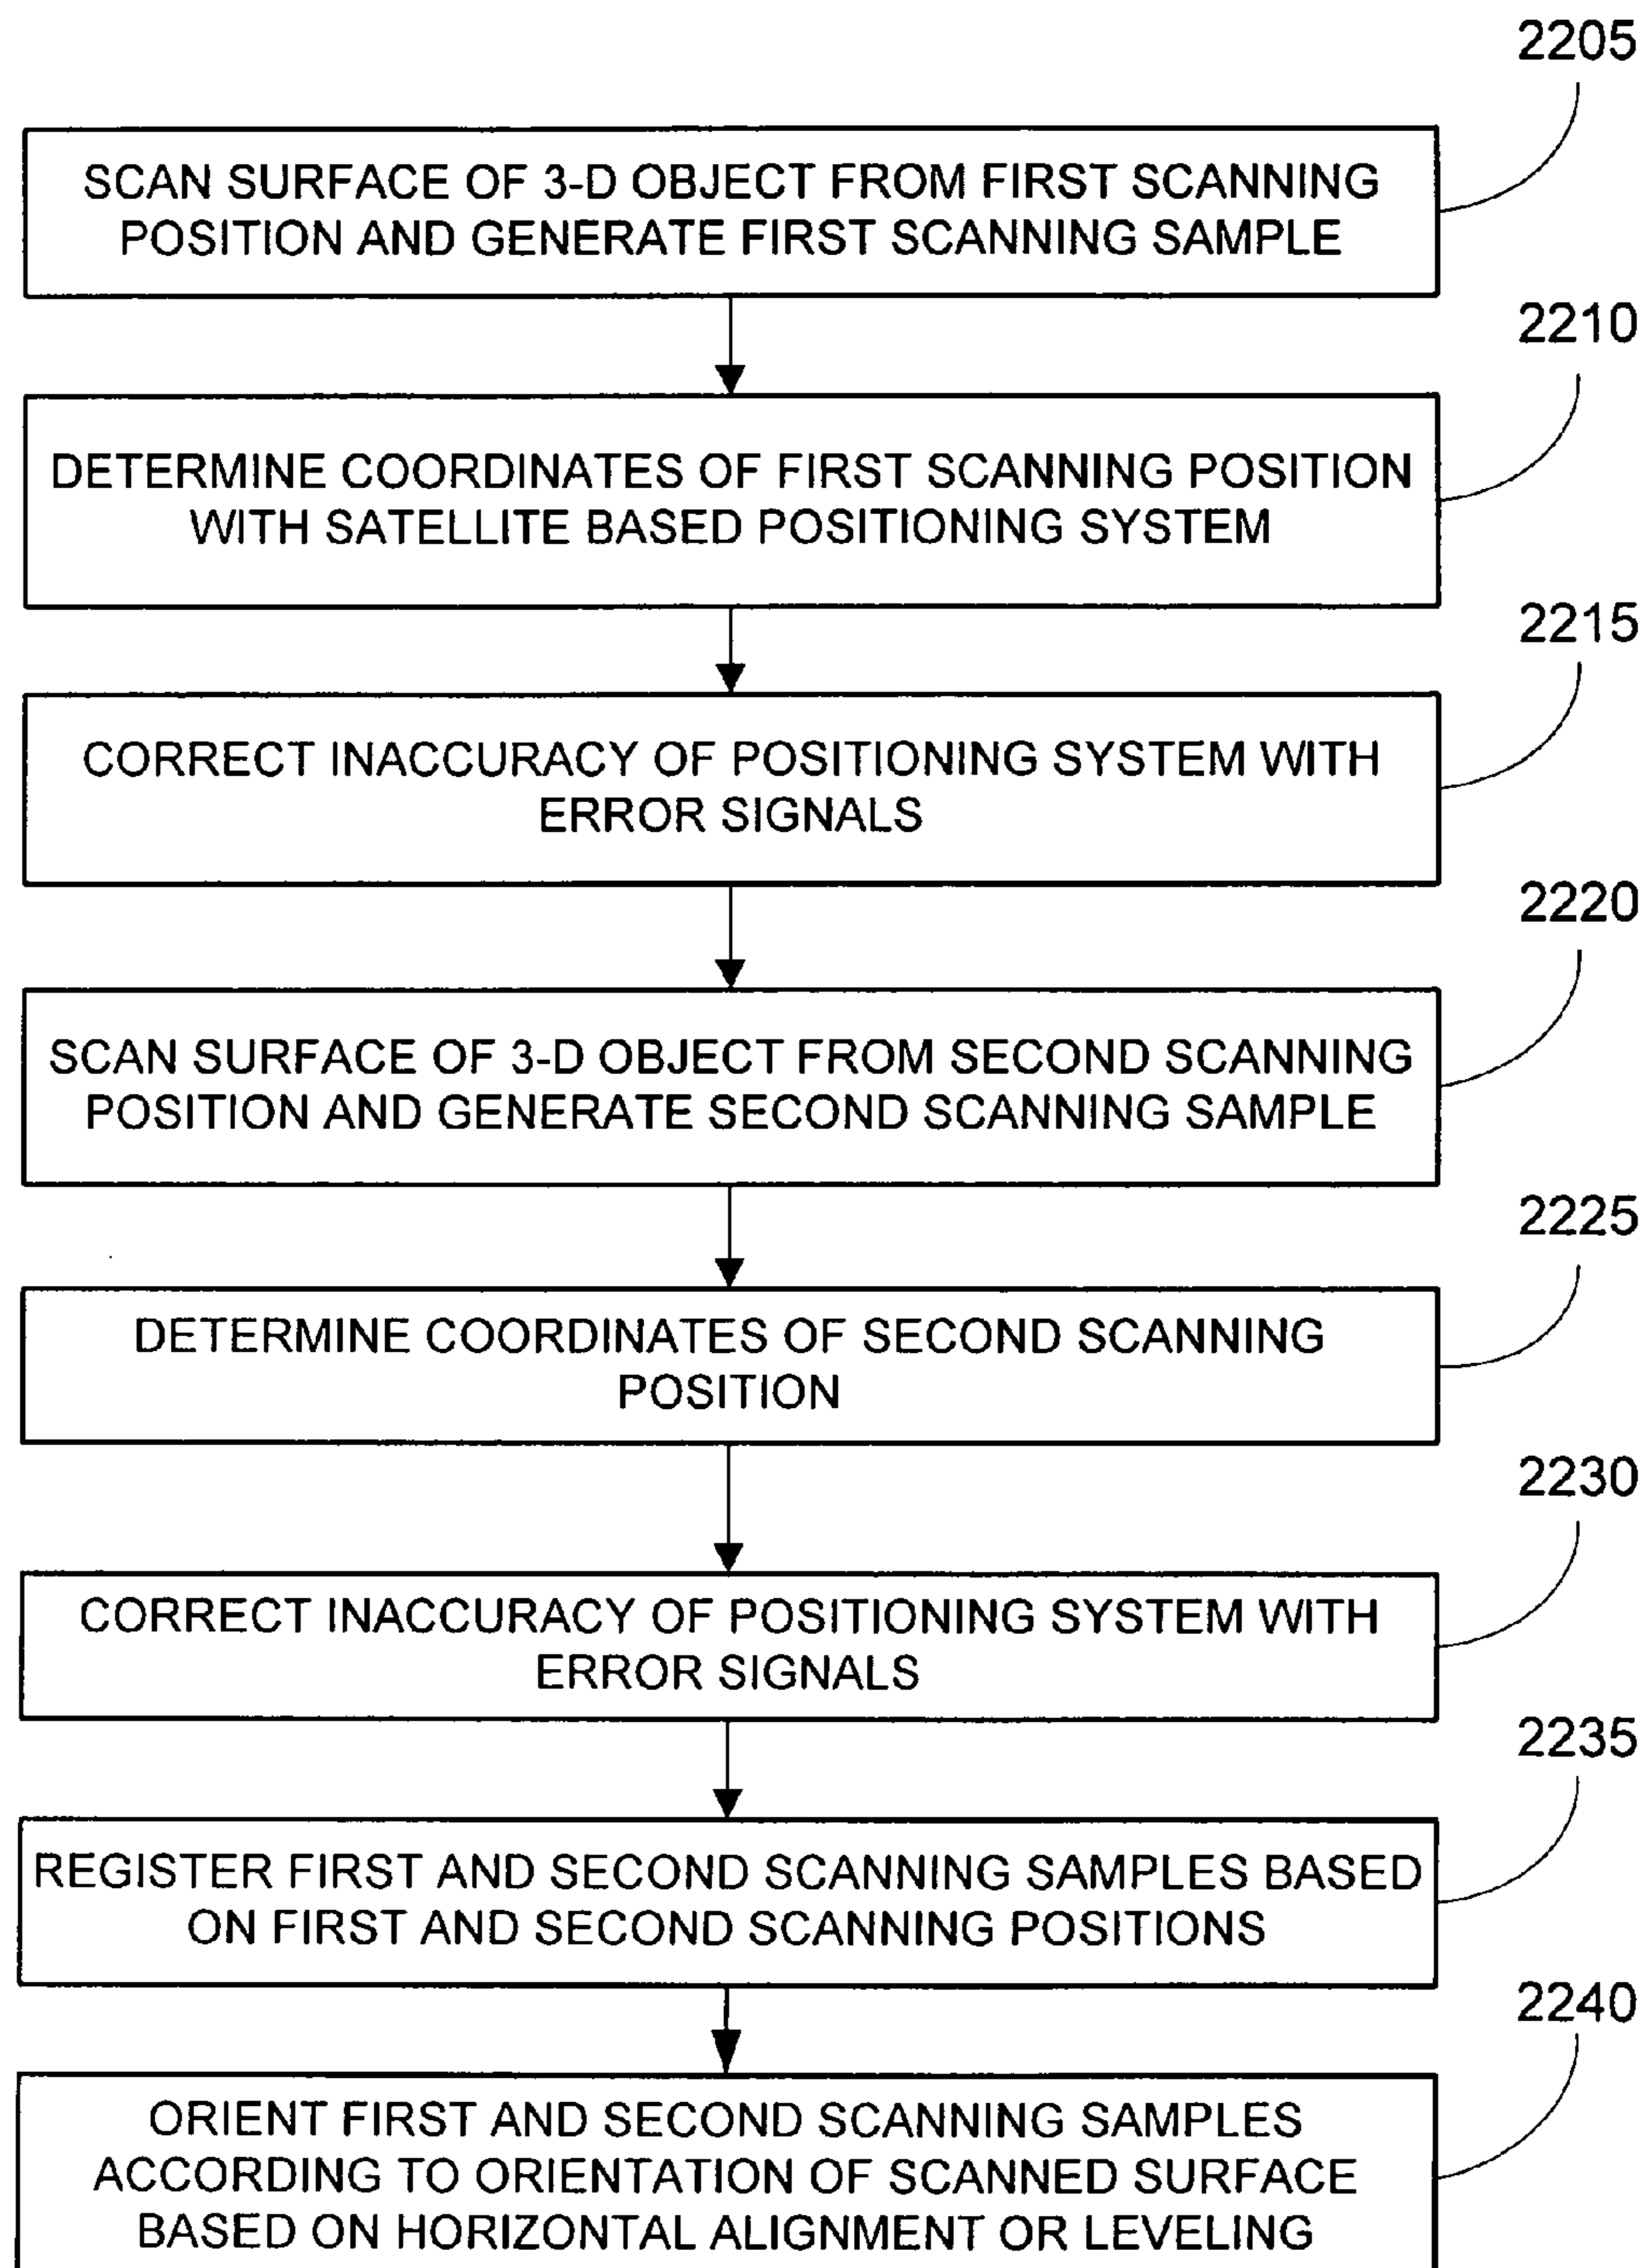 2205
SCAN SURFACE OF 3-D OBJECT FROM FIRST SCANNING
POSITION AND GENERATE FIRST SCANNING SAMPLE
2210
DETERMINE COORDINATES OF FIRST SCANNING POSITION
WITH SATELLITE BASED POSITIONING SYSTEM
2215
CORRECT INACCURACY OF POSITIONING SYSTEM WITH
ERROR SIGNALS
2220
SCAN SURFACE OF 3-D OBJECT FROM SECOND SCANNING
POSITION AND GENERATE SECOND SCANNING SAMPLE
2225
DETERMINE COORDINATES OF SECOND SCANNING
POSITION
2230
CORRECT INACCURACY OF POSITIONING SYSTEM WITH
ERROR SIGNALS
2235
REGISTER FIRST AND SECOND SCANNING SAMPLES BASED
ON FIRST AND SECOND SCANNING POSITIONS
2240
ORIENT FIRST AND SECOND SCANNING SAMPLES
ACCORDING TO ORIENTATION OF SCANNED SURFACE
BASED ON HORIZONTAL ALIGNMENT OR LEVELING